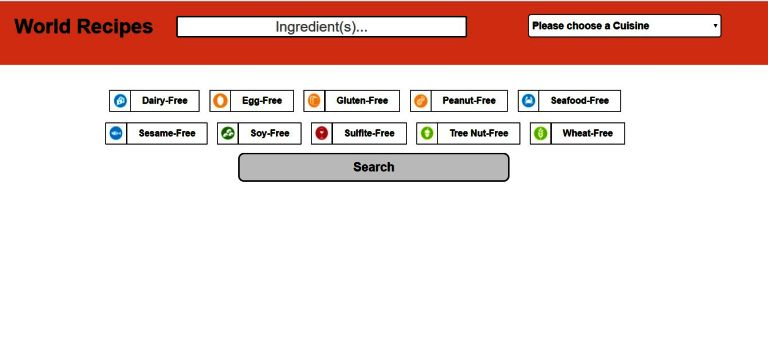 World Recipes Ingredient(s)... Please choose a Cuisine
Dairy-Free Egg-Free Gluten-Free Peanut-Free Seafood-Free
Sesame-Free Soy-Free Sulfite-Free Tree Nut-Free Wheat-Free
Search